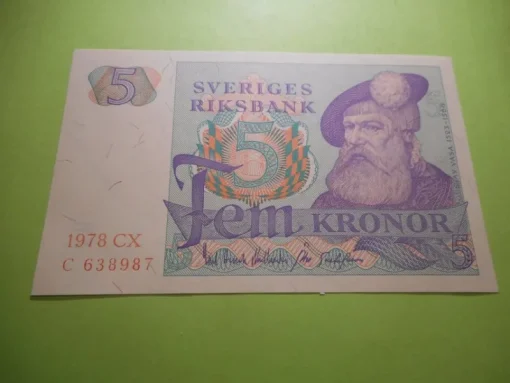 5
SVERIGES
RIKSBANK
5
Fem KRONOR
1978 CX
C 638987
5